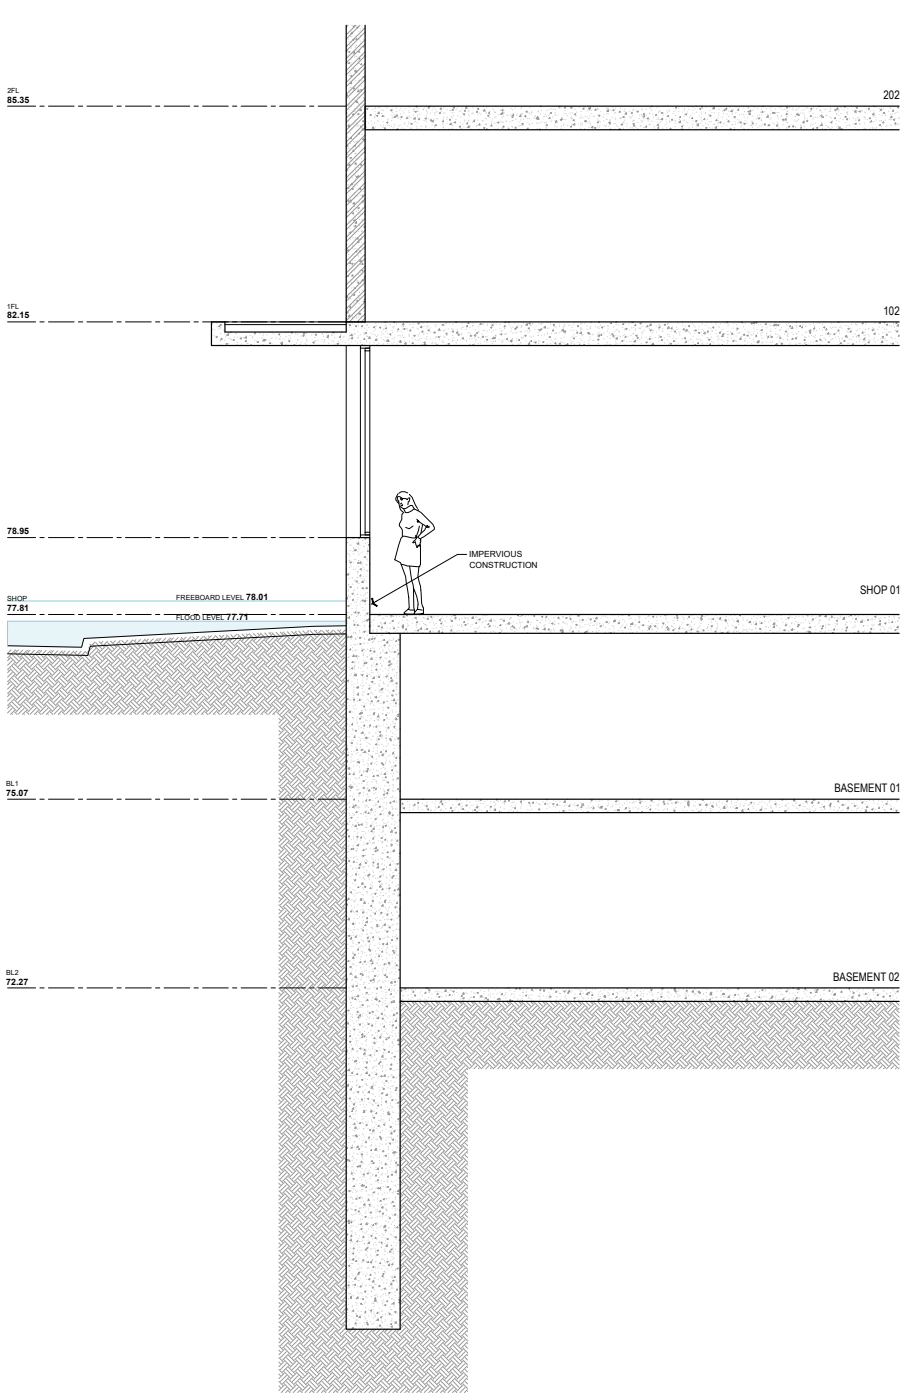 2FL
85.35
202
1FL
82.15
102
78.95
IMPERVIOUS
CONSTRUCTION
SHOP 01
SHOP
77.81
FREEBOARD LEVEL 78.01
FLOOD LEVEL 77.71
BL1
75.07
BASEMENT 01
BL2
72.27
BASEMENT 02